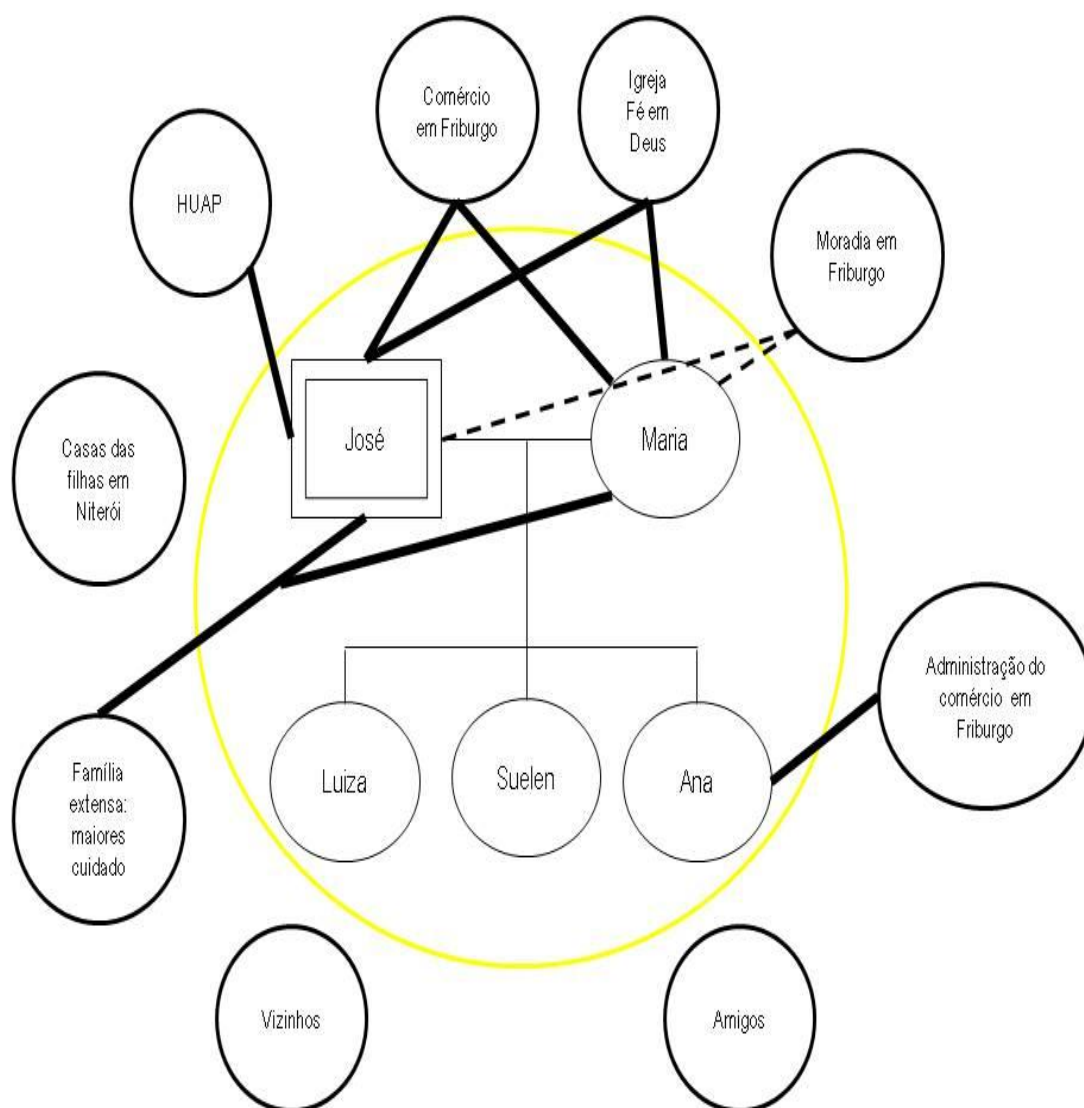 Comércio
em Friburgo
Igreja
Fé em
Deus
HUAP
Moradia em
Friburgo
José
Maria
Casas das
filhas em
Niterói
Administração do
comércio em
Friburgo
Luiza
Suelen
Ana
Família
extensa:
maiores
cuidado
Vizinhos
Amigos